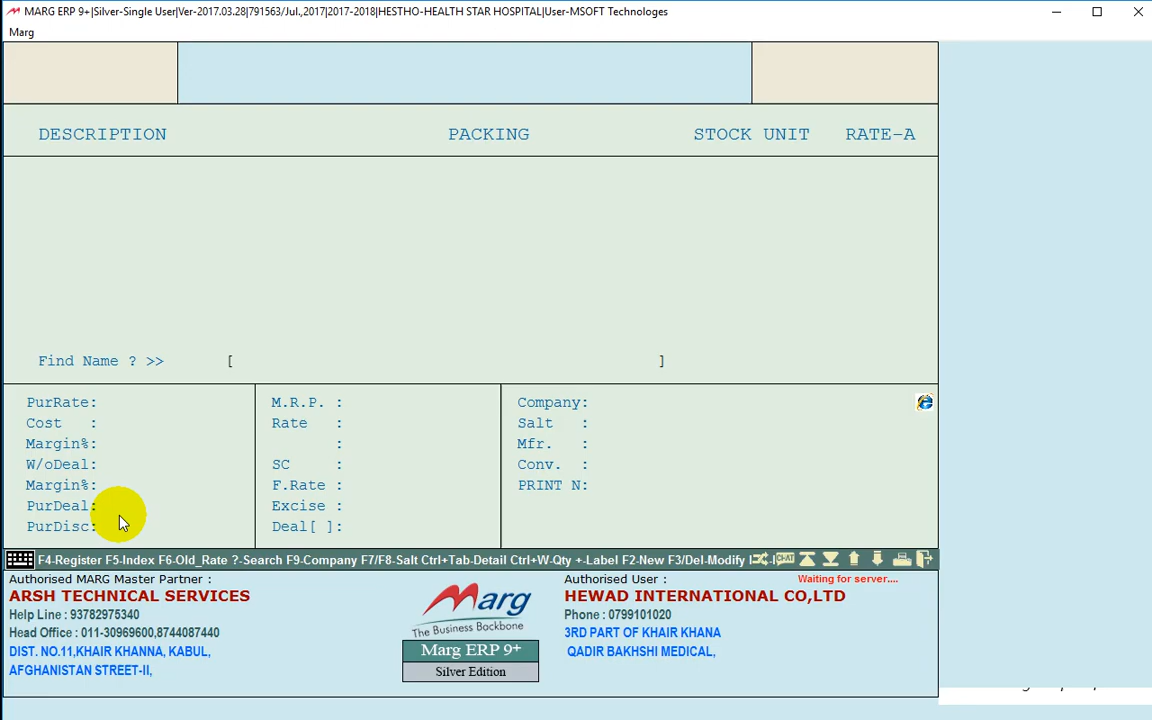 MARG ERP 9+|Silver-Single User|Ver-2017.03.28|791563/Jul.,2017|2017-2018|HESTHO-HEALTH STAR HOSPITAL|User-MSOFT Technologes
Marg
DESCRIPTION PACKING STOCK UNIT RATE-A
Find Name ? >> [ ]
PurRate: M.R.P. : Company:
Cost : Rate : Salt :
Margin%: : Mfr. :
W/oDeal: SC : Conv. :
Margin%: F.Rate : PRINT N:
PurDeal: Excise :
PurDisc: Deal[ ]:
F4-Register F5-Index F6-Old_Rate ?-Search F9-Company F7/F8-Salt Ctrl+Tab-Detail Ctrl+W-Qty +-Label F2-New F3/Del-Modify CHAT
Authorised MARG Master Partner :
ARSH TECHNICAL SERVICES
Help Line : 93782975340
Head Office : 011-30969600,8744087440
DIST. NO.11,KHAIR KHANNA, KABUL,
AFGHANISTAN STREET-II,
Marg
The Business Backbone
Marg ERP 9+
Silver Edition
Authorised User :
Waiting for server....
HEWAD INTERNATIONAL CO,LTD
Phone : 0799101020
3RD PART OF KHAIR KHANA
QADIR BAKHSHI MEDICAL,